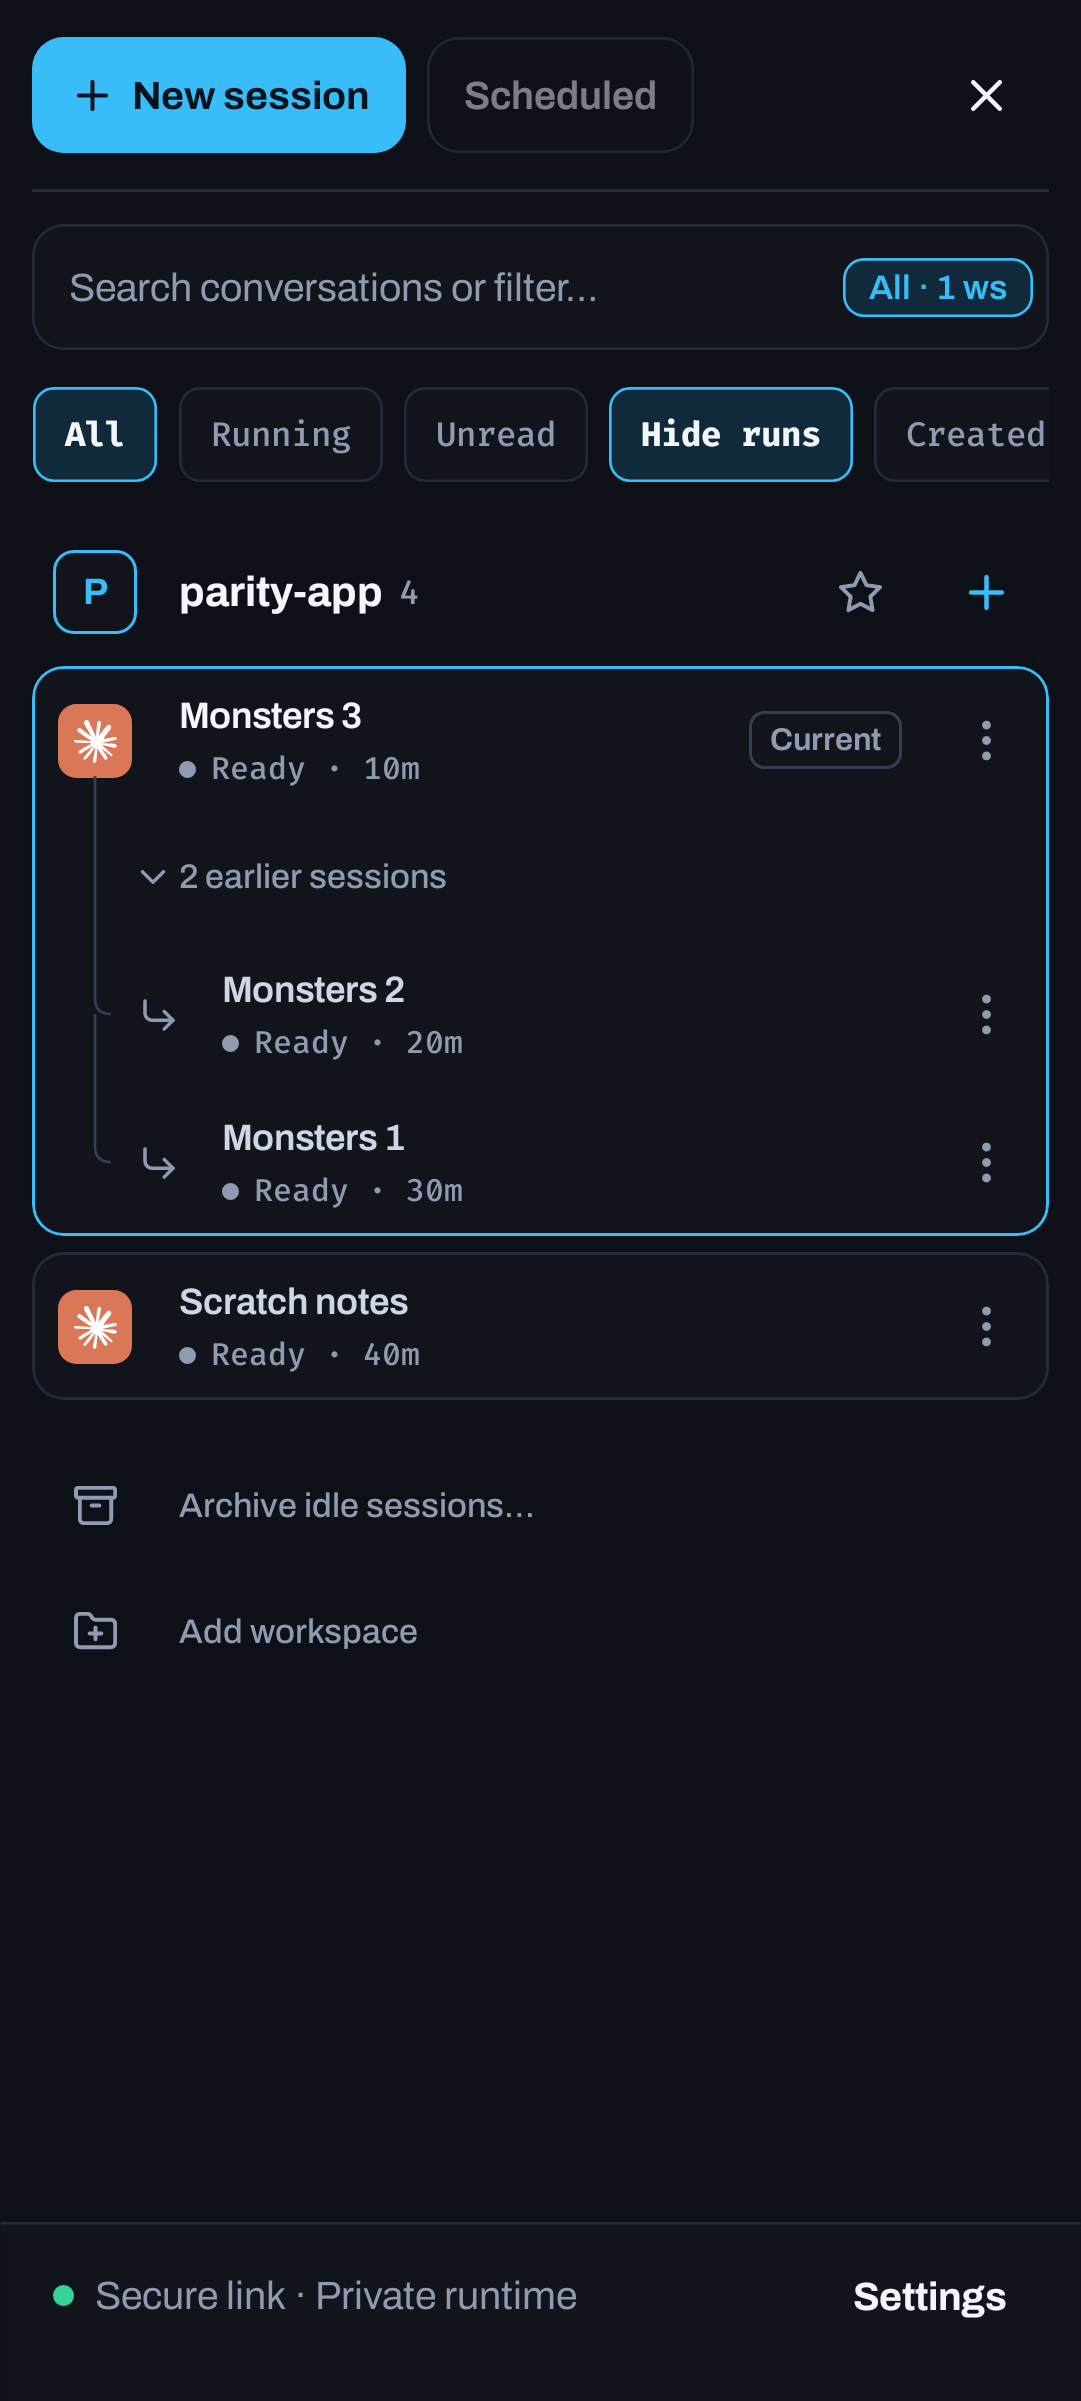 New session
Scheduled
Search conversations or filter...
All · 1 ws
All
Running
Unread
Hide runs
Created
P
parity-app 4
Monsters 3
Ready · 10m
Current
2 earlier sessions
Monsters 2
Ready · 20m
Monsters 1
Ready · 30m
Scratch notes
Ready · 40m
Archive idle sessions...
Add workspace
Secure link · Private runtime
Settings